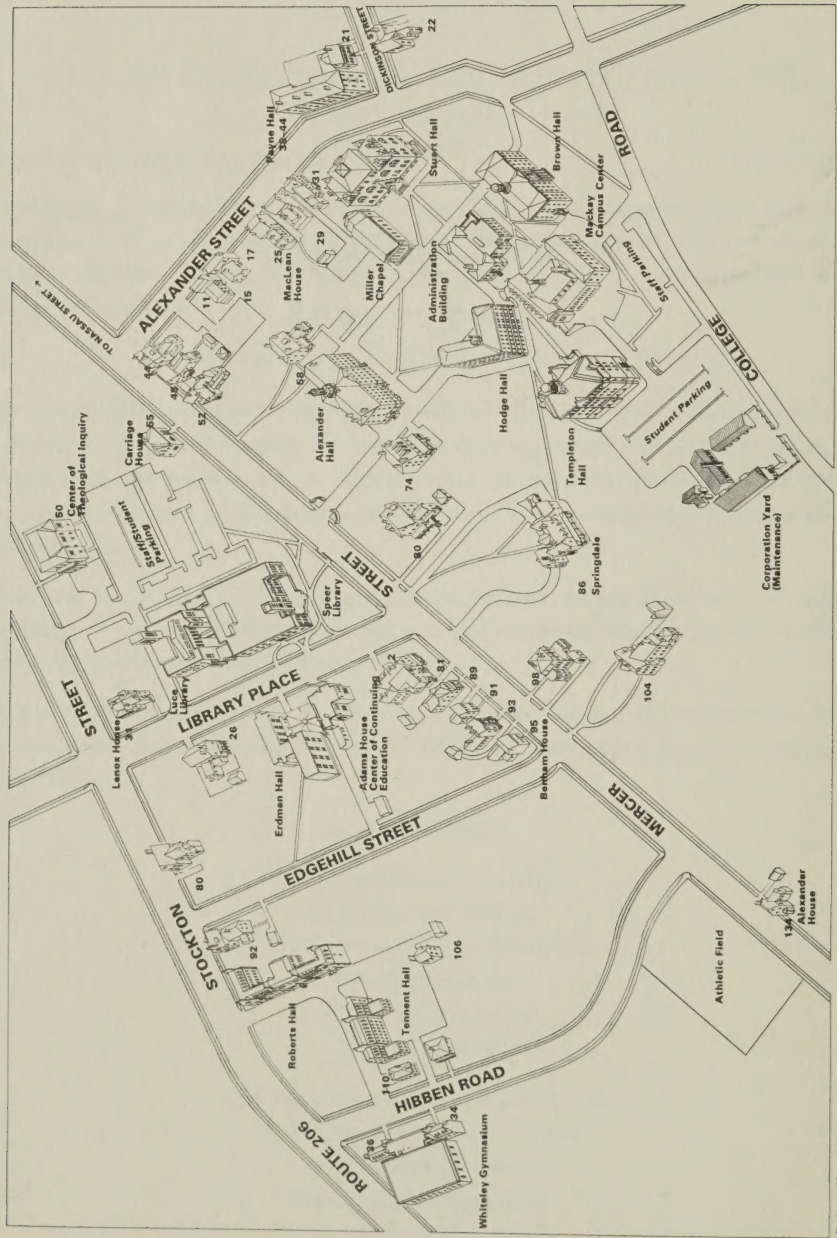 STOCKTON
STREET
ROUTE 206
50
Center of
Theological Inquiry
Carriage
House
55
Staff/Student
Parking
Lenox House
31
Luce
Library
Speer
Library
LIBRARY PLACE
26
Erdman Hall
Adams House
Center of Continuing
Education
2
81
89
91
93
95
Benham House
80
EDGEHILL STREET
92
Roberts Hall
Tennent Hall
106
110
HIBBEN ROAD
36
34
Whiteley Gymnasium
Athletic Field
134
Alexander
House
MERCER
STREET
TO NASSAU STREET →
ALEXANDER STREET
Payne Hall
38-44
21
DICKINSON STREET
22
48
52
11
15
17
25
MacLean
House
29
31
Stuart Hall
Miller
Chapel
58
Alexander
Hall
74
80
86
Springdale
98
104
Administration
Building
Brown Hall
Mackay
Campus Center
Hodge Hall
Templeton
Hall
Staff Parking
Student Parking
Corporation Yard
(Maintenance)
COLLEGE
ROAD